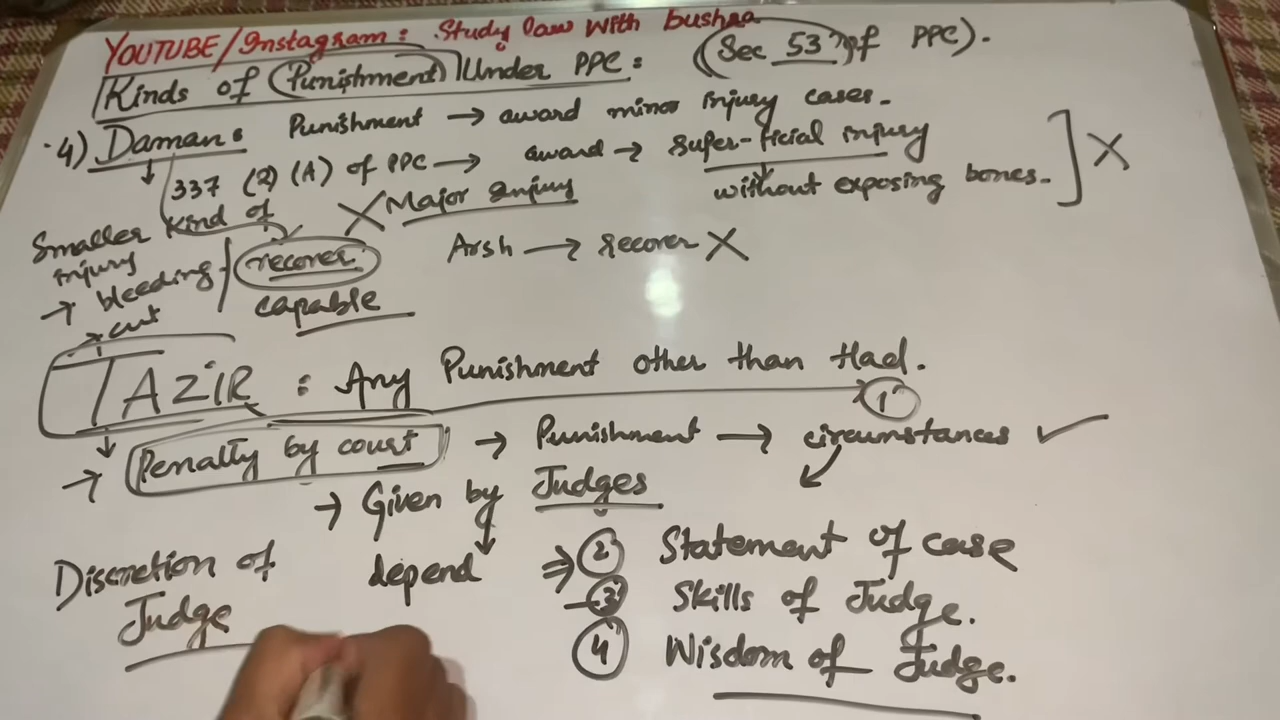 YOUTUBE/Instagram: Study law with bushra
Kinds of (Punishment) Under PPC: (Sec 53 of PPC).
4) Daman: Punishment → award minor injury cases.
337 (2) (A) of PPC → award → Super-ficial injury
without exposing bones.
X
Smaller kind of
injury
→ bleeding
→ cut
recover
capable
X Major injury
Arsh → recover X
TAZIR : Any Punishment other than Had.
→ Penalty by court → Punishment → circumstances ✓
1
→ Given by Judges
depend ⇒ 2 Statement of case
3 Skills of Judge.
4 Wisdom of Judge.
Discretion of
Judge